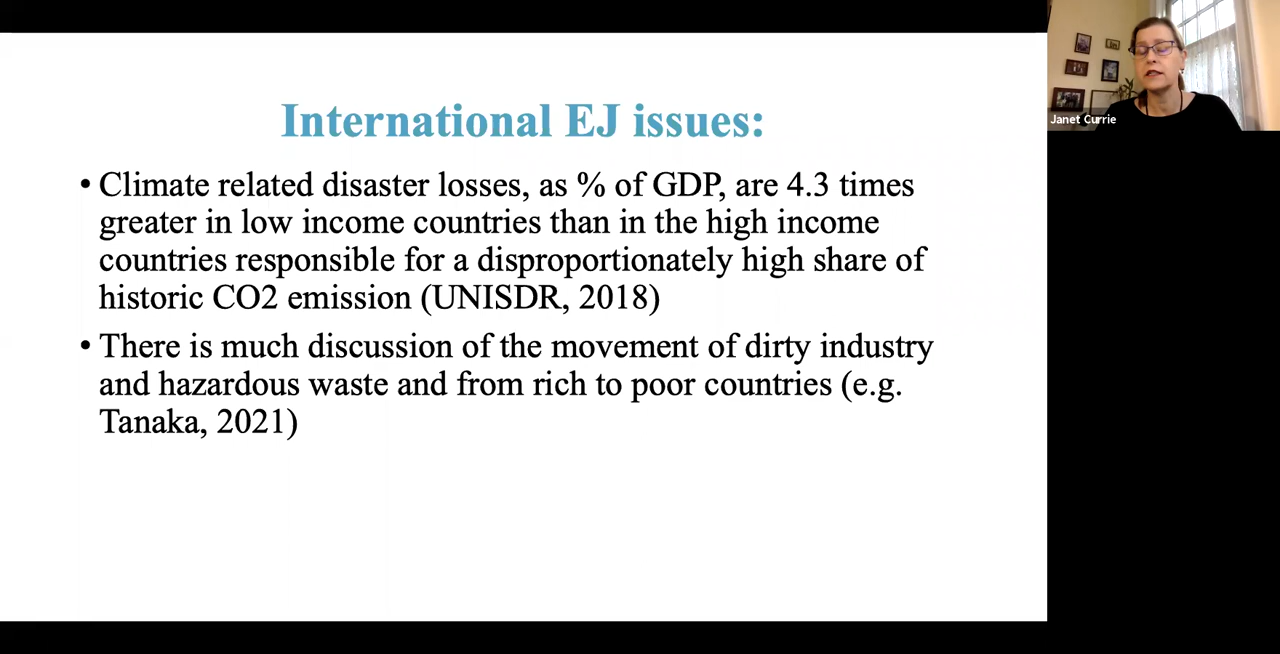 International EJ issues:
• Climate related disaster losses, as % of GDP, are 4.3 times
greater in low income countries than in the high income
countries responsible for a disproportionately high share of
historic CO2 emission (UNISDR, 2018)
• There is much discussion of the movement of dirty industry
and hazardous waste and from rich to poor countries (e.g.
Tanaka, 2021)
Janet Currie